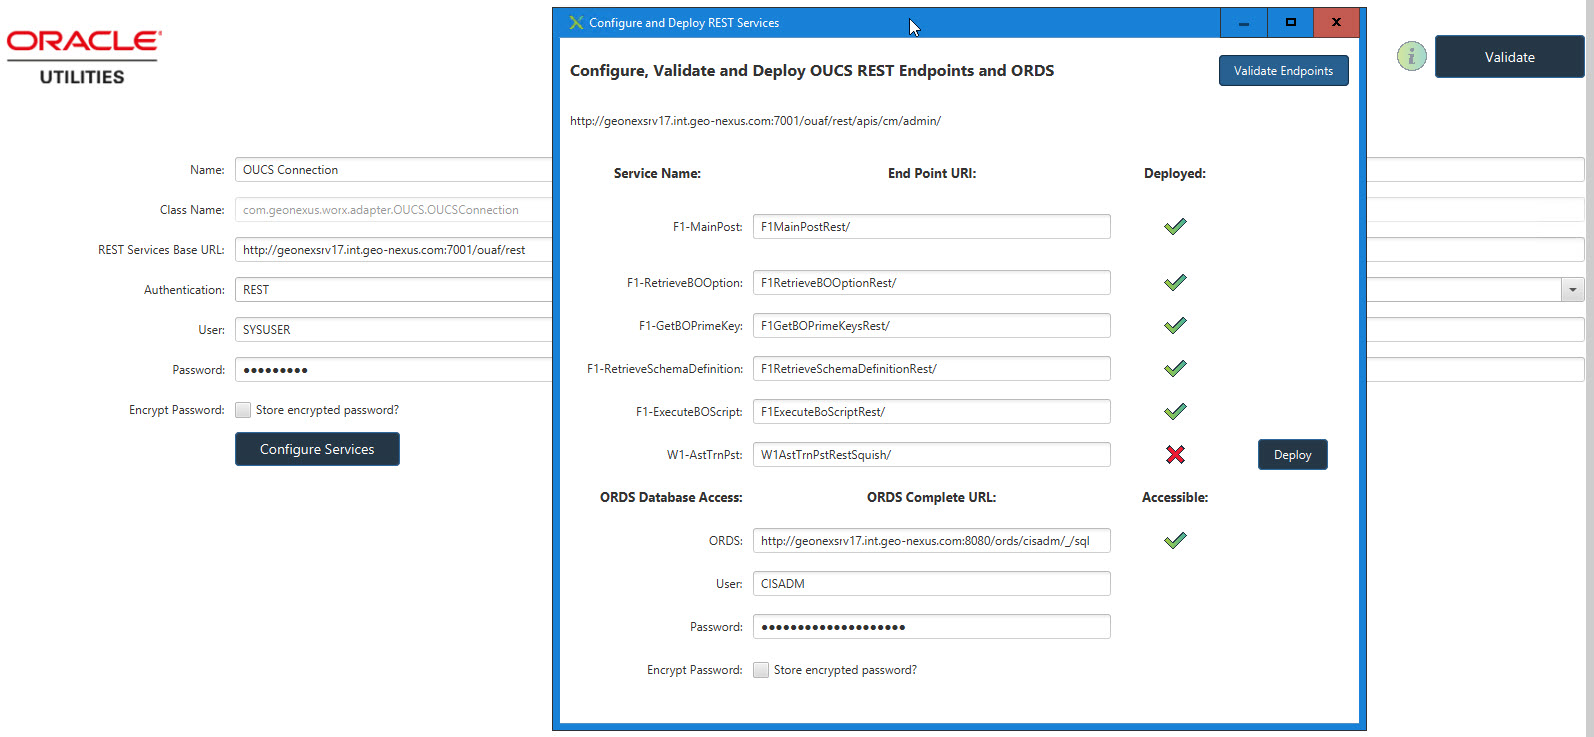 Configure and Deploy REST Services
ORACLE
UTILITIES
Validate
Configure, Validate and Deploy OUCS REST Endpoints and ORDS
Validate Endpoints
http://geonexsrv17.int.geo-nexus.com:7001/ouaf/rest/apis/cm/admin/
Name: OUCS Connection
Class Name: com.geonexus.worx.adapter.OUCS.OUCSConnection
REST Services Base URL: http://geonexsrv17.int.geo-nexus.com:7001/ouaf/rest
Authentication: REST
User: SYSUSER
Password: •••••••••
Encrypt Password: Store encrypted password?
Configure Services
Service Name: End Point URI: Deployed:
F1-MainPost: F1MainPostRest/
F1-RetrieveBOOption: F1RetrieveBOOptionRest/
F1-GetBOPrimeKey: F1GetBOPrimeKeysRest/
F1-RetrieveSchemaDefinition: F1RetrieveSchemaDefinitionRest/
F1-ExecuteBOScript: F1ExecuteBoScriptRest/
W1-AstTrnPst: W1AstTrnPstRestSquish/ Deploy
ORDS Database Access: ORDS Complete URL: Accessible:
ORDS: http://geonexsrv17.int.geo-nexus.com:8080/ords/cisadm/_/sql
User: CISADM
Password: ••••••••••••••••••••
Encrypt Password: Store encrypted password?